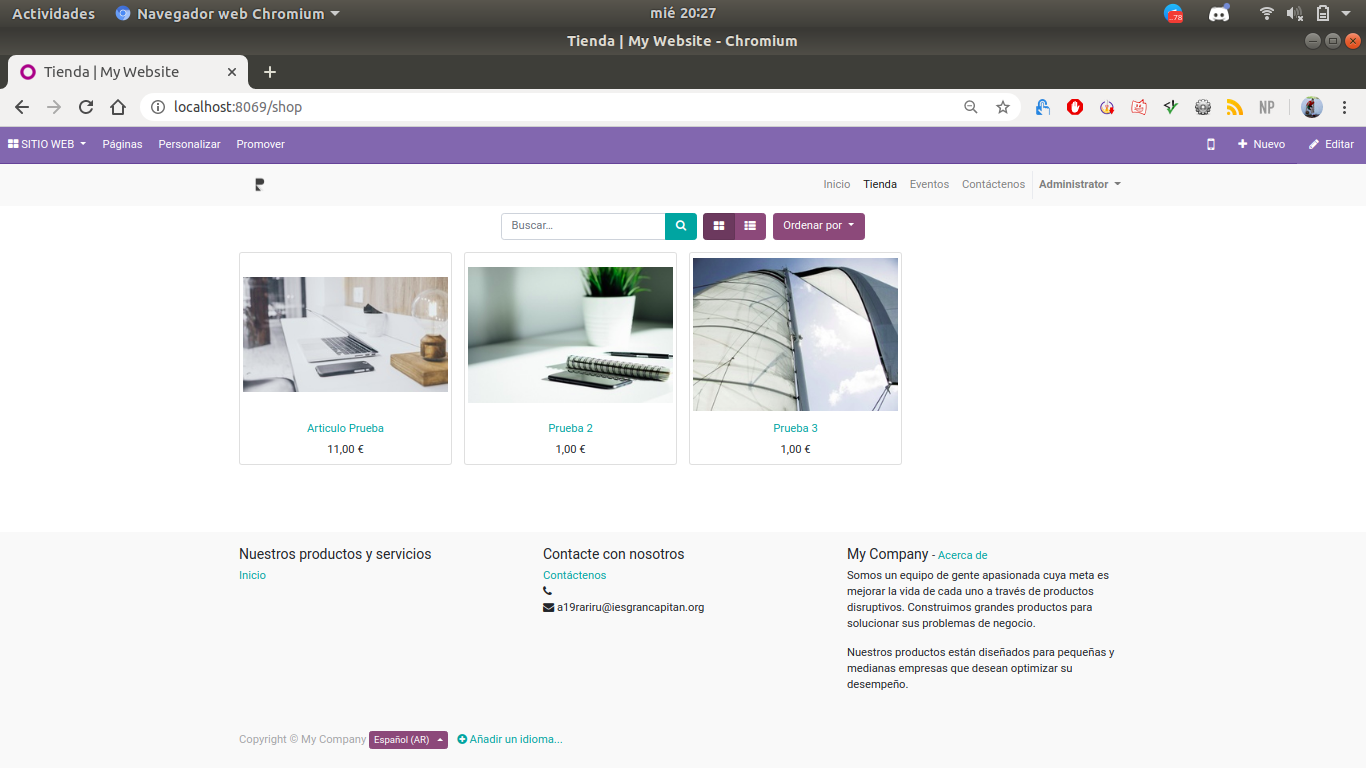 Actividades
Navegador web Chromium
mié 20:27
Tienda | My Website - Chromium
Tienda | My Website
localhost:8069/shop
NP
SITIO WEB
Páginas
Personalizar
Promover
Nuevo
Editar
Inicio
Tienda
Eventos
Contáctenos
Administrator
Buscar...
Ordenar por
Articulo Prueba
11,00 €
Prueba 2
1,00 €
Prueba 3
1,00 €
Nuestros productos y servicios
Inicio
Contacte con nosotros
Contáctenos
a19rariru@iesgrancapitan.org
My Company - Acerca de
Somos un equipo de gente apasionada cuya meta es
mejorar la vida de cada uno a través de productos
disruptivos. Construimos grandes productos para
solucionar sus problemas de negocio.
Nuestros productos están diseñados para pequeñas y
medianas empresas que desean optimizar su
desempeño.
Copyright © My Company
Español (AR)
Añadir un idioma...